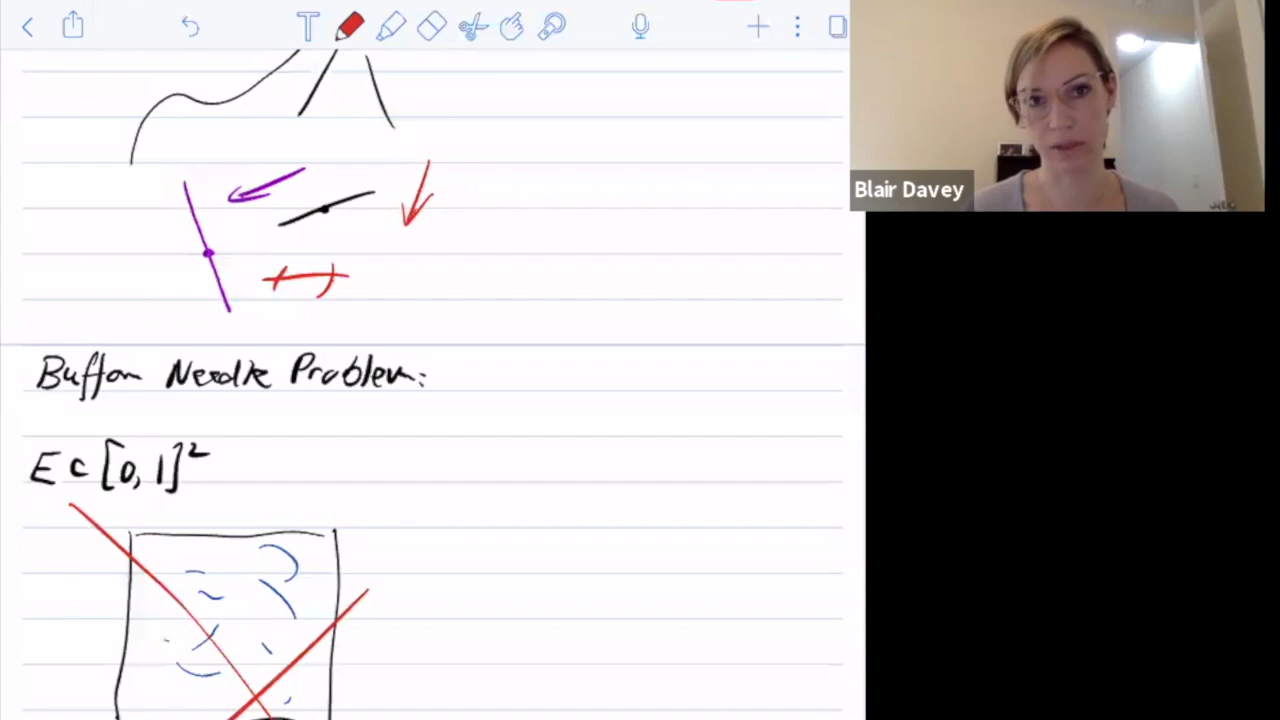 Blair Davey
Buffon Needle Problem:
E ⊂ [0, 1]²